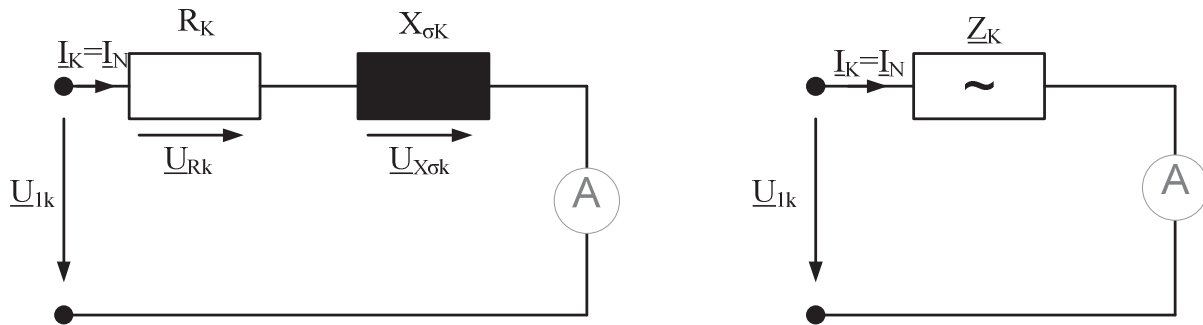 R_K X_σK
I_K=I_N
U_Rk U_Xσk
U_1k
A
Z_K
I_K=I_N
~
U_1k
A